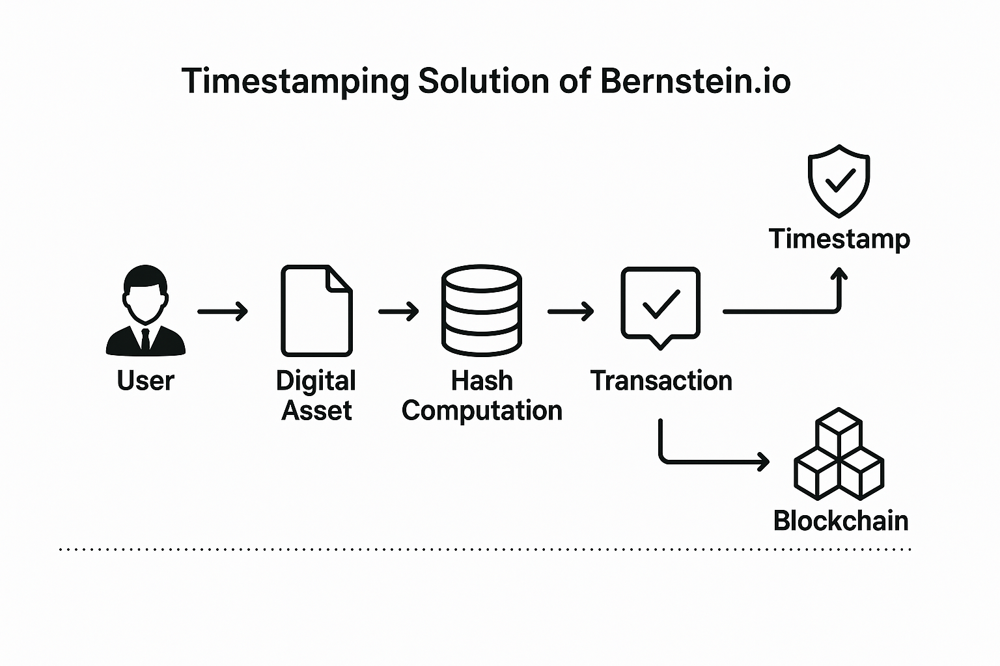 Timestamping Solution of Bernstein.io
User
Digital
Asset
Hash
Computation
Transaction
Timestamp
Blockchain